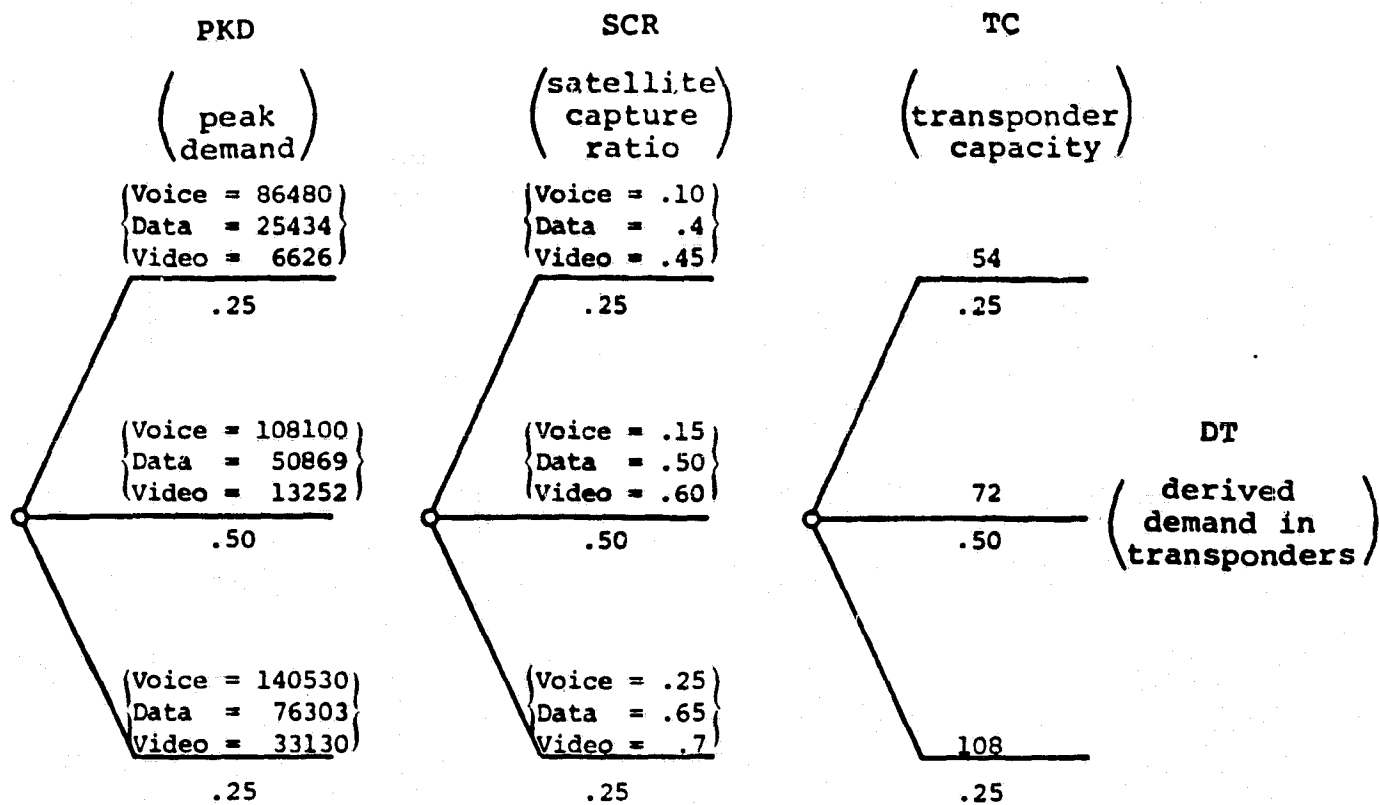 PKD
(peak
demand)
Voice = 86480
Data = 25434
Video = 6626
.25
Voice = 108100
Data = 50869
Video = 13252
.50
Voice = 140530
Data = 76303
Video = 33130
.25
SCR
(satellite
capture
ratio)
Voice = .10
Data = .4
Video = .45
.25
Voice = .15
Data = .50
Video = .60
.50
Voice = .25
Data = .65
Video = .7
.25
TC
(transponder
capacity)
54
.25
72
.50
108
.25
DT
(derived
demand in
transponders)